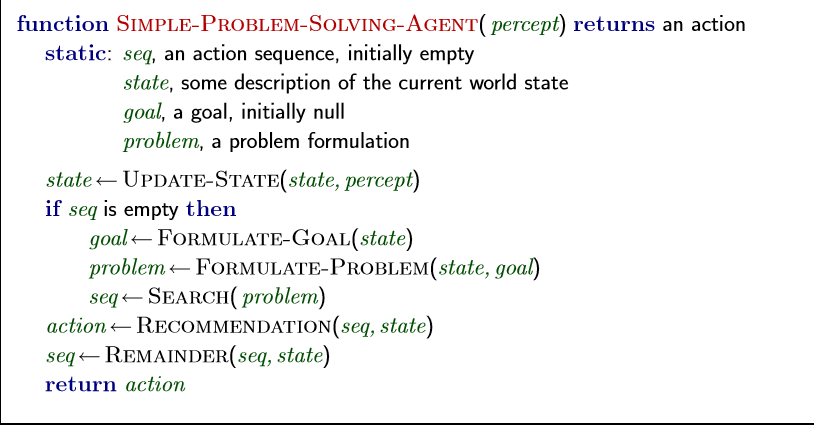 function SIMPLE-PROBLEM-SOLVING-AGENT( percept) returns an action
static: seq, an action sequence, initially empty
state, some description of the current world state
goal, a goal, initially null
problem, a problem formulation
state ← UPDATE-STATE(state, percept)
if seq is empty then
goal ← FORMULATE-GOAL(state)
problem ← FORMULATE-PROBLEM(state, goal)
seq ← SEARCH( problem)
action ← RECOMMENDATION(seq, state)
seq ← REMAINDER(seq, state)
return action